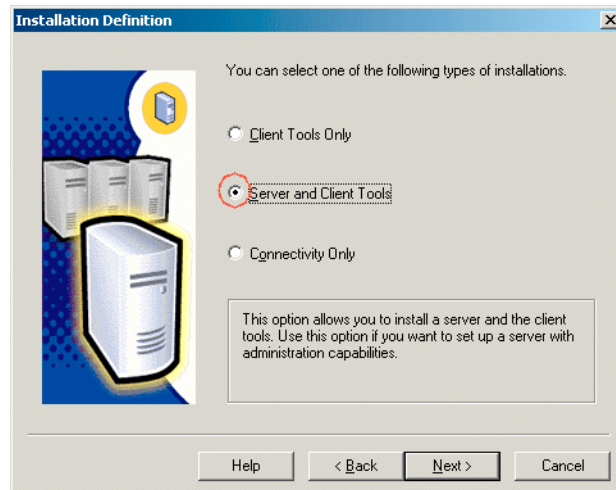 Installation Definition
You can select one of the following types of installations.
Client Tools Only
Server and Client Tools
Connectivity Only
This option allows you to install a server and the client
tools. Use this option if you want to set up a server with
administration capabilities.
Help
< Back
Next >
Cancel